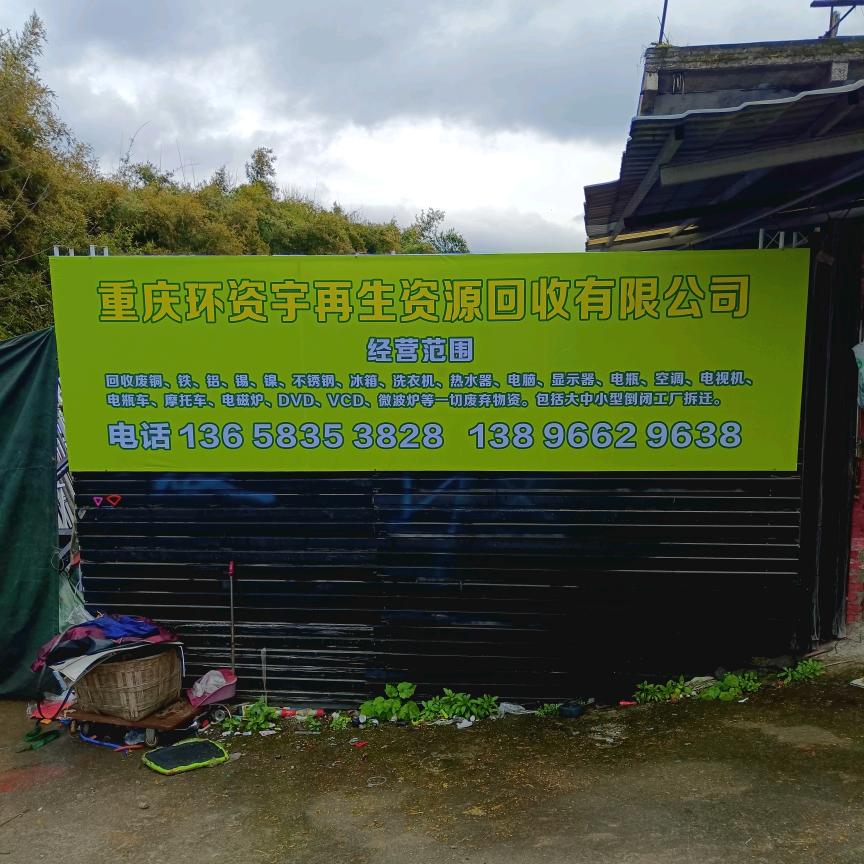 重庆环资宇再生资源回收有限公司
经营范围
回收废铜、铁、铝、锡、镍、不锈钢、冰箱、洗衣机、热水器、电脑、显示器、电瓶、空调、电视机、
电瓶车、摩托车、电磁炉、DVD、VCD、微波炉等一切废弃物资。包括大中小型倒闭工厂拆迁。
电话 136 5835 3828 138 9662 9638